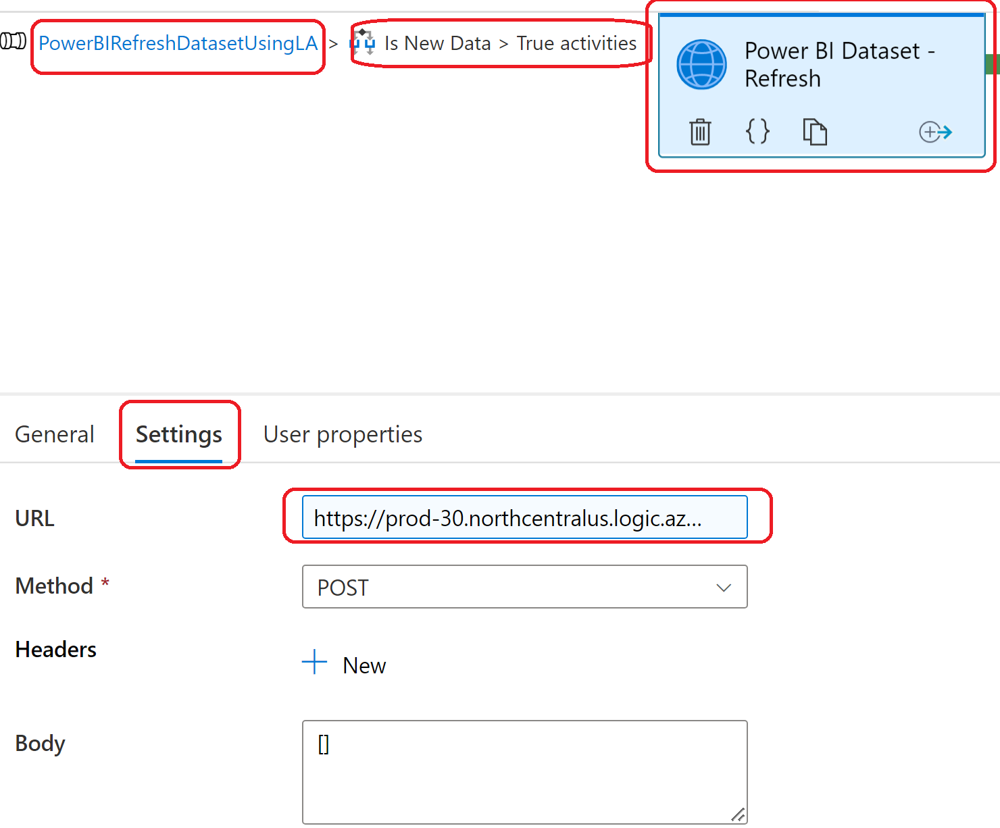 PowerBIRefreshDatasetUsingLA > Is New Data > True activities
Power BI Dataset -
Refresh
General Settings User properties
URL https://prod-30.northcentralus.logic.az...
Method * POST
Headers
New
Body []